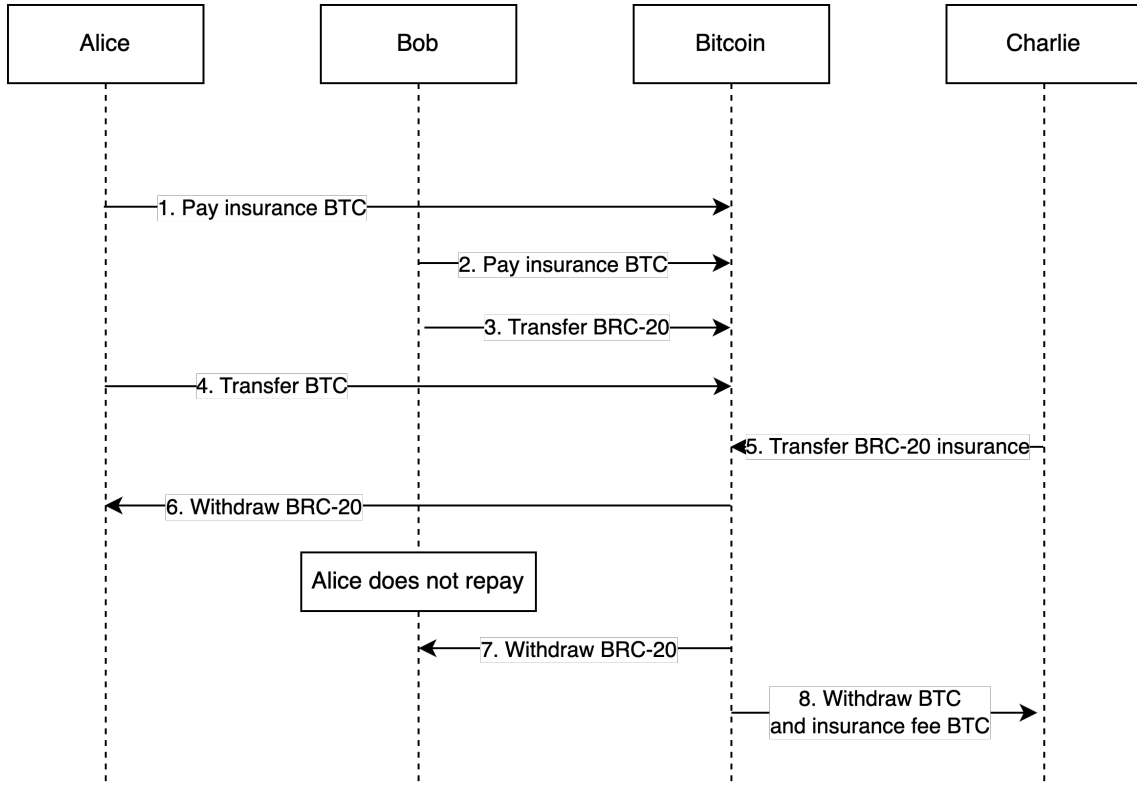 Alice
Bob
Bitcoin
Charlie
1. Pay insurance BTC
2. Pay insurance BTC
3. Transfer BRC-20
4. Transfer BTC
5. Transfer BRC-20 insurance
6. Withdraw BRC-20
Alice does not repay
7. Withdraw BRC-20
8. Withdraw BTC
and insurance fee BTC